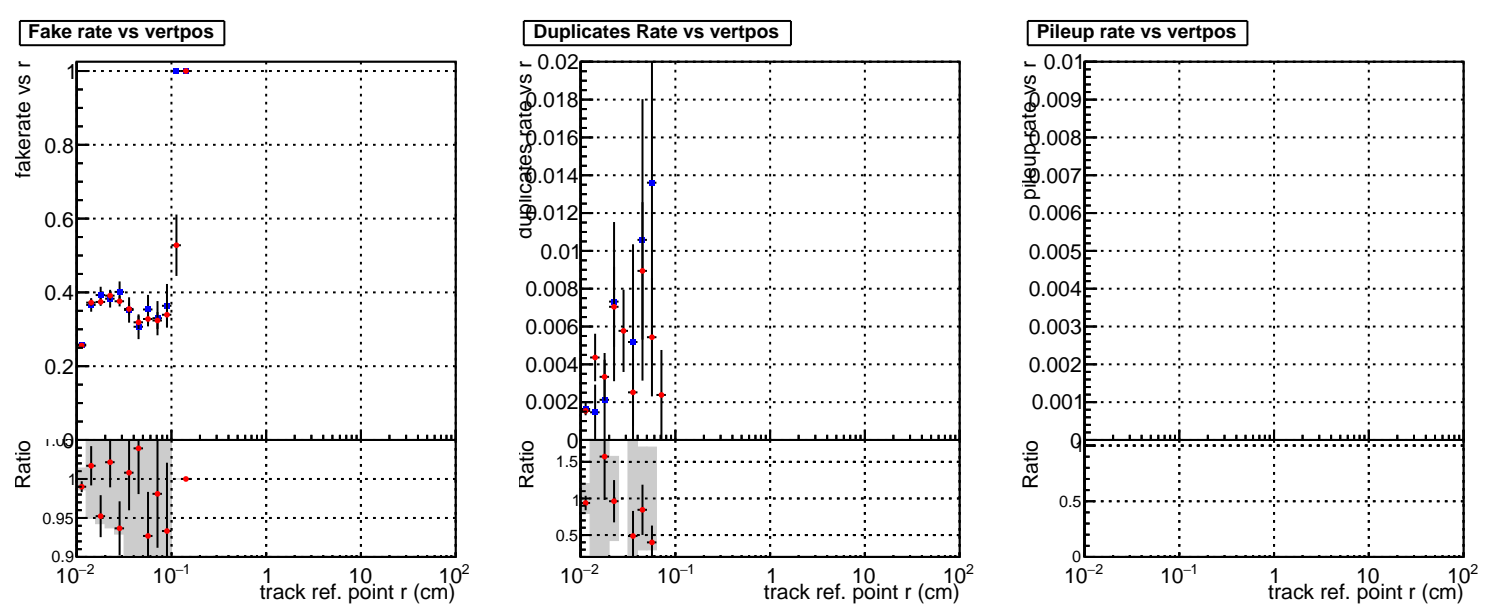 Fake rate vs vertpos
fakerate vs r
1
0.8
0.6
0.4
0.2
0
Ratio
1
0.95
0.9
10⁻² 10⁻¹ 1 10 10²
track ref. point r (cm)
Duplicates Rate vs vertpos
duplicates rate vs r
0.02
0.018
0.016
0.014
0.012
0.01
0.008
0.006
0.004
0.002
0
Ratio
1.5
1
0.5
10⁻² 10⁻¹ 1 10 10²
track ref. point r (cm)
Pileup rate vs vertpos
pileup rate vs r
0.01
0.009
0.008
0.007
0.006
0.005
0.004
0.003
0.002
0.001
0
Ratio
1
0.5
0
10⁻² 10⁻¹ 1 10 10²
track ref. point r (cm)